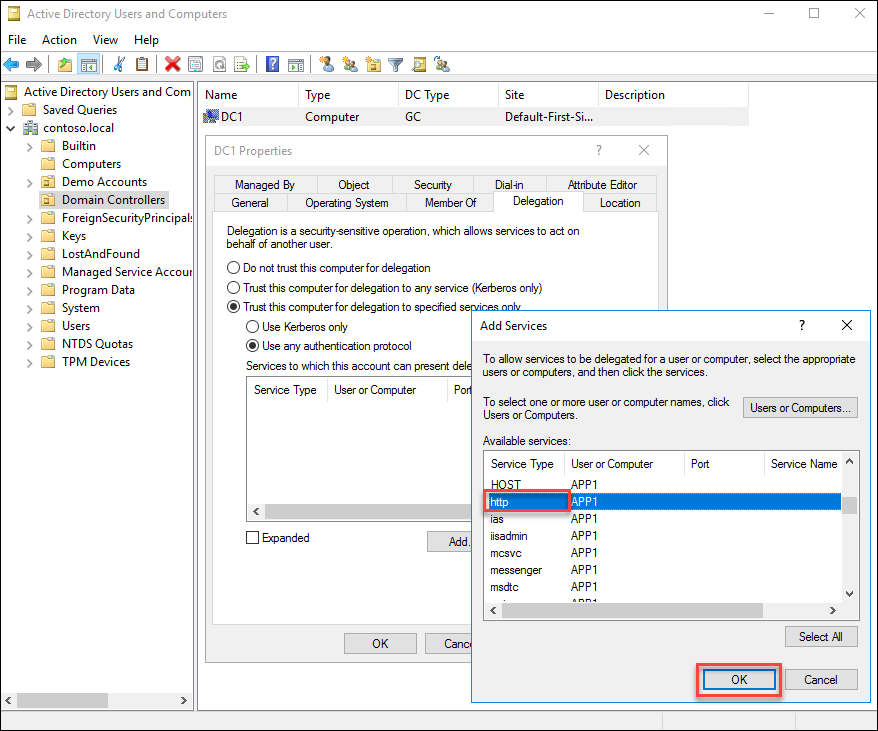 Active Directory Users and Computers
File Action View Help
Active Directory Users and Com
Saved Queries
contoso.local
Builtin
Computers
Demo Accounts
Domain Controllers
ForeignSecurityPrincipals
Keys
LostAndFound
Managed Service Accour
Program Data
System
Users
NTDS Quotas
TPM Devices
Name Type DC Type Site Description
DC1 Computer GC Default-First-Si...
DC1 Properties
?
Managed By Object Security Dial-in Attribute Editor
General Operating System Member Of Delegation Location
Delegation is a security-sensitive operation, which allows services to act on
behalf of another user.
Do not trust this computer for delegation
Trust this computer for delegation to any service (Kerberos only)
Trust this computer for delegation to specified services only
Use Kerberos only
Use any authentication protocol
Services to which this account can present dele
Service Type User or Computer Port
Expanded
Add.
OK Canc
Add Services
?
To allow services to be delegated for a user or computer, select the appropriate
users or computers, and then click the services.
To select one or more user or computer names, click
Users or Computers.
Users or Computers...
Available services:
Service Type User or Computer Port Service Name
HOST APP1
http APP1
ias APP1
iisadmin APP1
mcsvc APP1
messenger APP1
msdtc APP1
Select All
OK Cancel